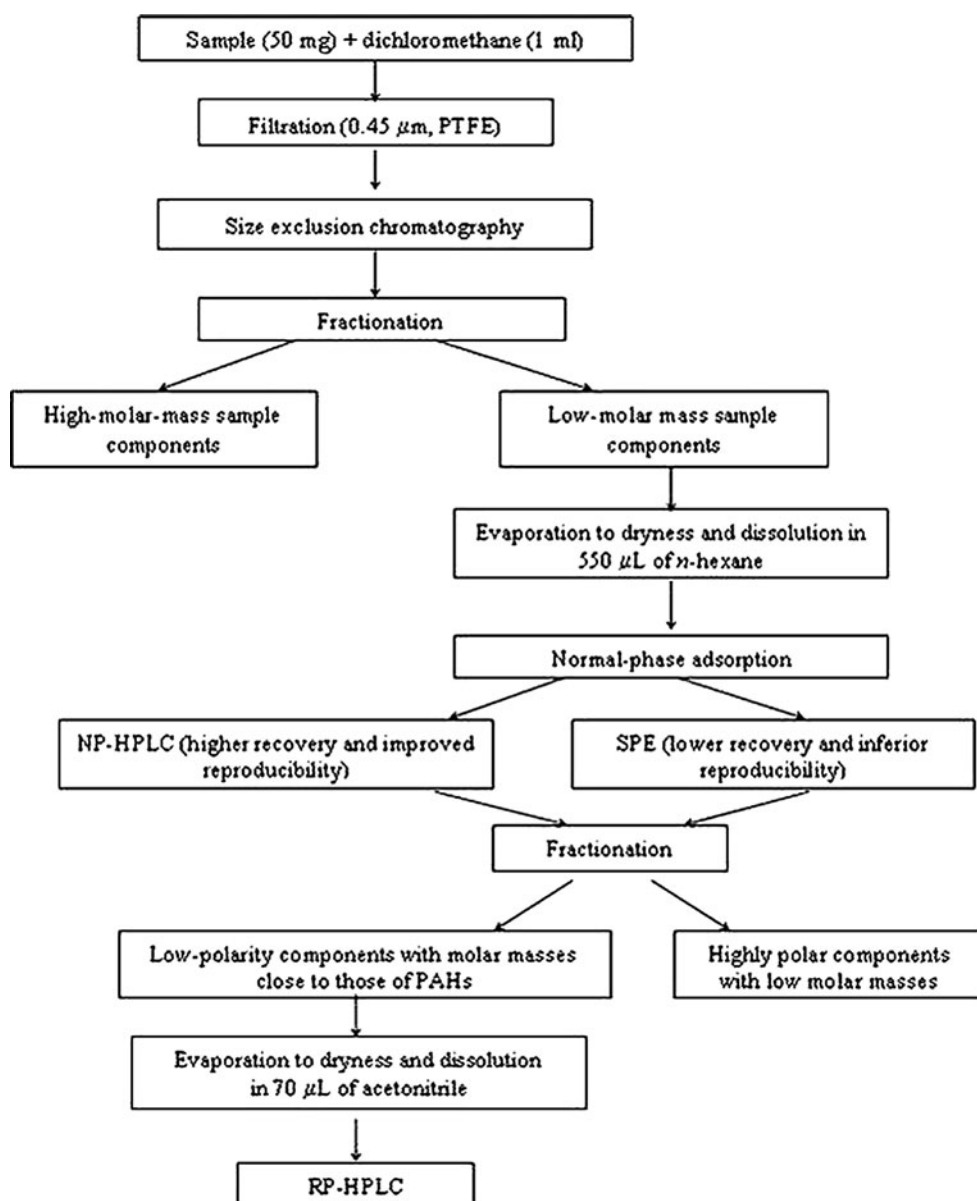 Sample (50 mg) + dichloromethane (1 ml)
Filtration (0.45 μm, PTFE)
Size exclusion chromatography
Fractionation
High-molar-mass sample
components
Low-molar mass sample
components
Evaporation to dryness and dissolution in
550 μL of n-hexane
Normal-phase adsorption
NP-HPLC (higher recovery and improved
reproducibility)
SPE (lower recovery and inferior
reproducibility)
Fractionation
Low-polarity components with molar masses
close to those of PAHs
Highly polar components
with low molar masses
Evaporation to dryness and dissolution
in 70 μL of acetonitrile
RP-HPLC